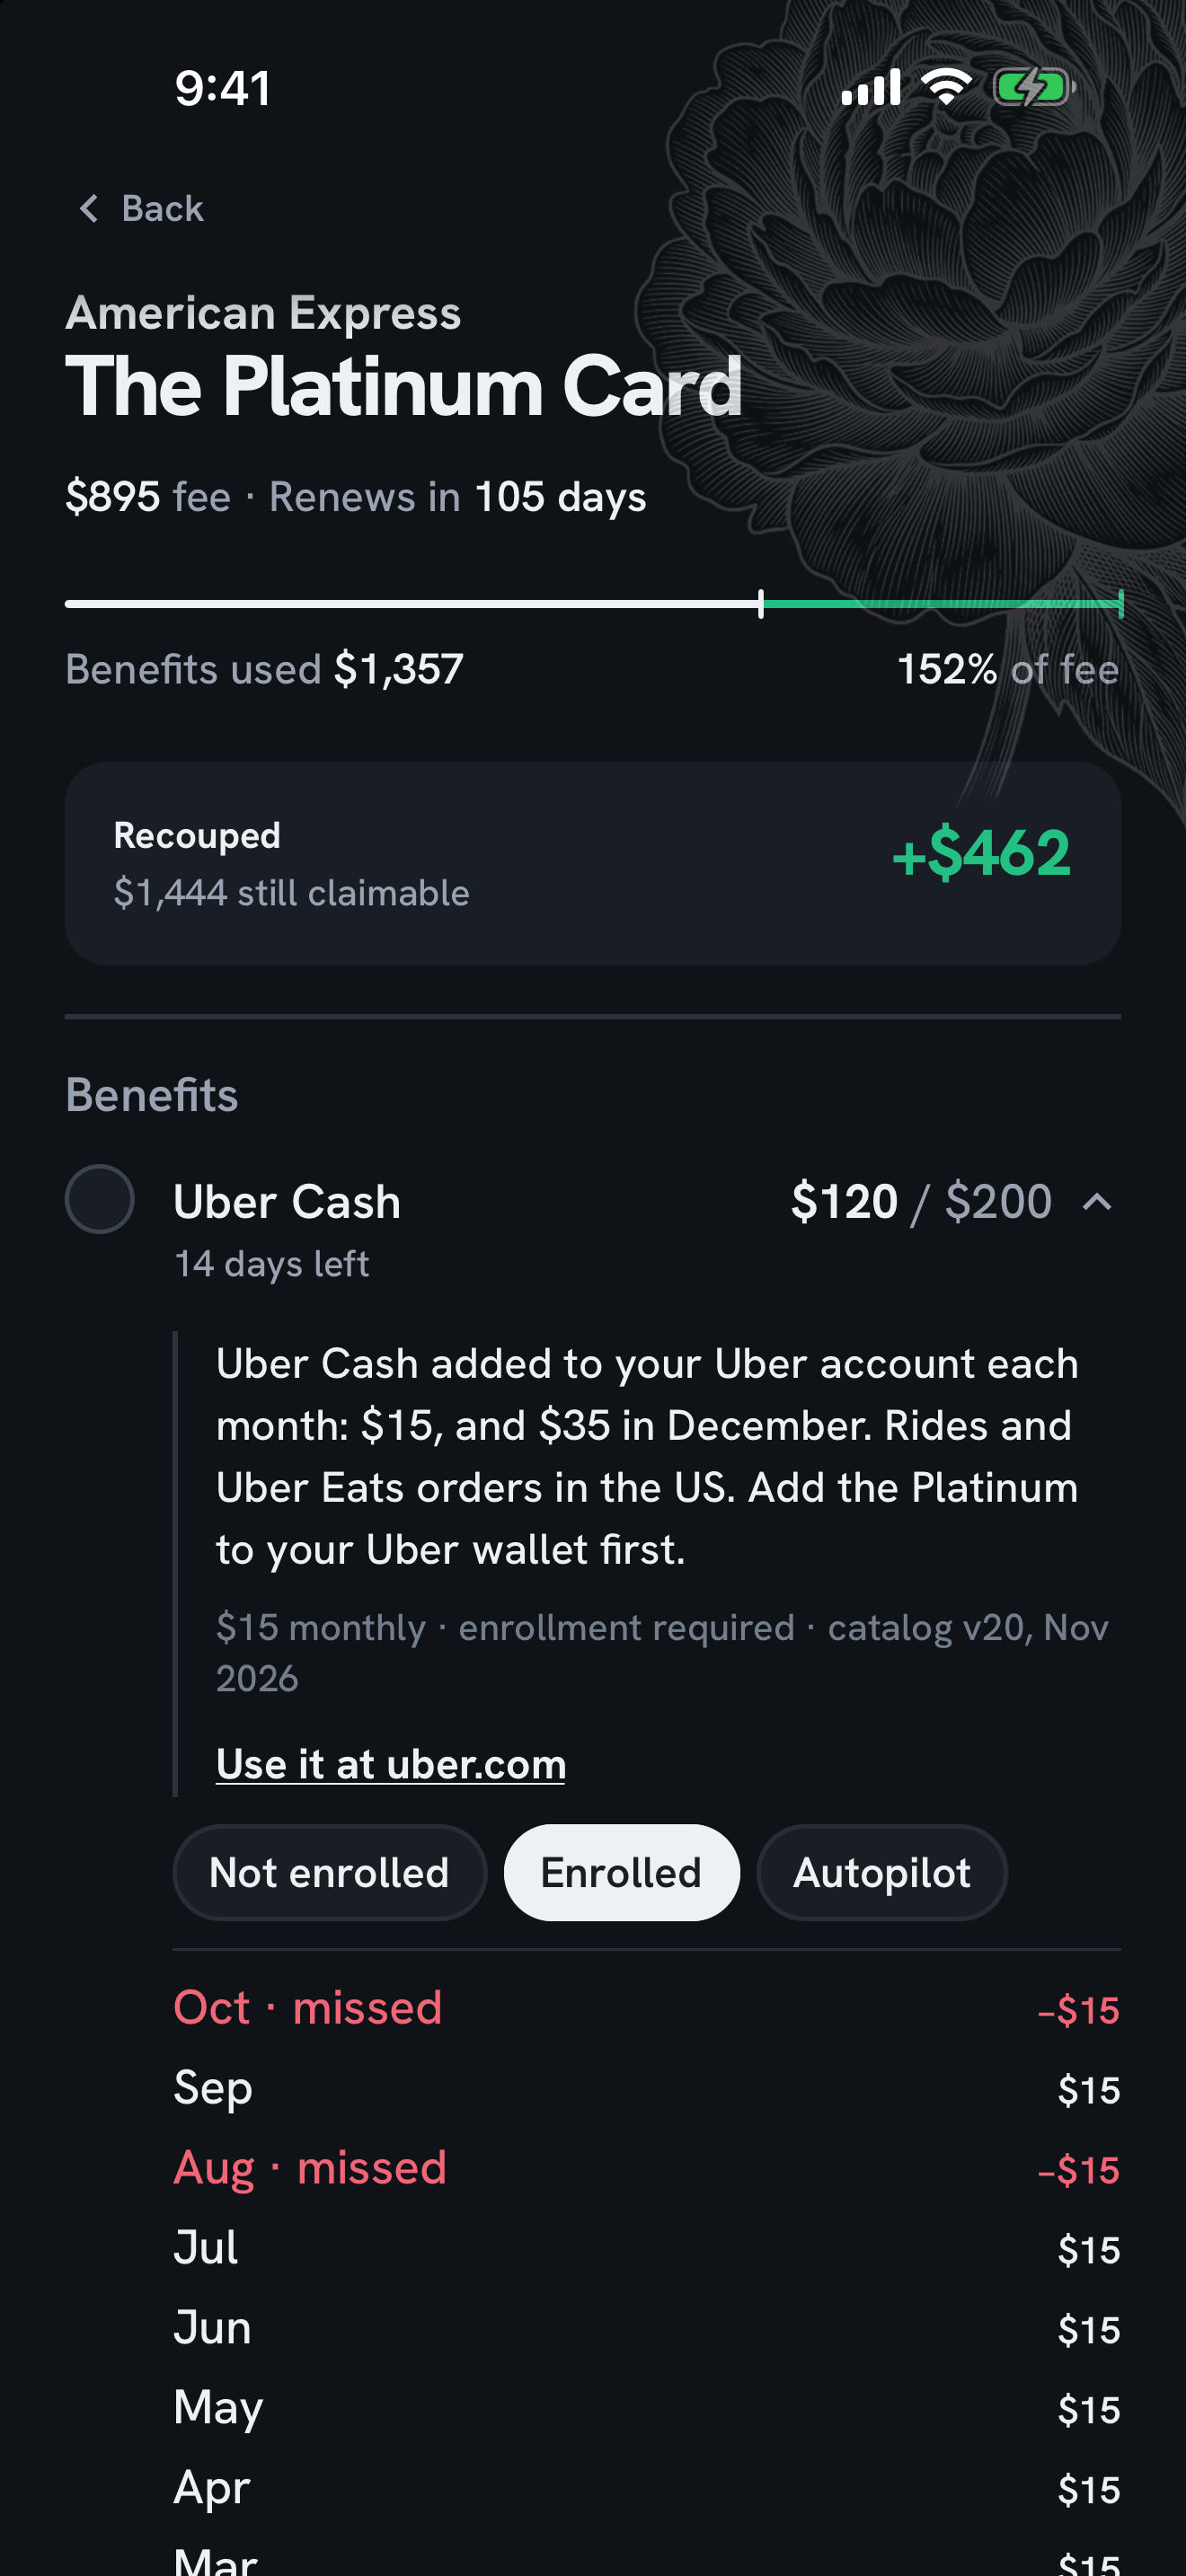 9:41
Back
American Express
The Platinum Card
$895 fee · Renews in 105 days
Benefits used $1,357 152% of fee
Recouped
+$462
$1,444 still claimable
Benefits
Uber Cash $120 / $200
14 days left
Uber Cash added to your Uber account each
month: $15, and $35 in December. Rides and
Uber Eats orders in the US. Add the Platinum
to your Uber wallet first.
$15 monthly · enrollment required · catalog v20, Nov
2026
Use it at uber.com
Not enrolled Enrolled Autopilot
Oct · missed –$15
Sep $15
Aug · missed –$15
Jul $15
Jun $15
May $15
Apr $15
Mar $15